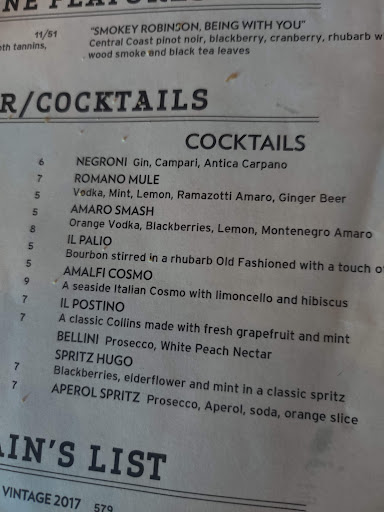 NE FEATURE
11/51 "SMOKEY ROBINSON, BEING WITH YOU"
oth tannins, Central Coast pinot noir, blackberry, cranberry, rhubarb w
wood smoke and black tea leaves
R/COCKTAILS
COCKTAILS
6 NEGRONI Gin, Campari, Antica Carpano
7 ROMANO MULE
5 Vodka, Mint, Lemon, Ramazotti Amaro, Ginger Beer
5 AMARO SMASH
8 Orange Vodka, Blackberries, Lemon, Montenegro Amaro
5 IL PALIO
5 Bourbon stirred in a rhubarb Old Fashioned with a touch o
9 AMALFI COSMO
7 A seaside Italian Cosmo with limoncello and hibiscus
7 IL POSTINO
A classic Collins made with fresh grapefruit and mint
BELLINI Prosecco, White Peach Nectar
7 SPRITZ HUGO
7 Blackberries, elderflower and mint in a classic spritz
APEROL SPRITZ Prosecco, Aperol, soda, orange slice
AIN'S LIST
VINTAGE 2017 579